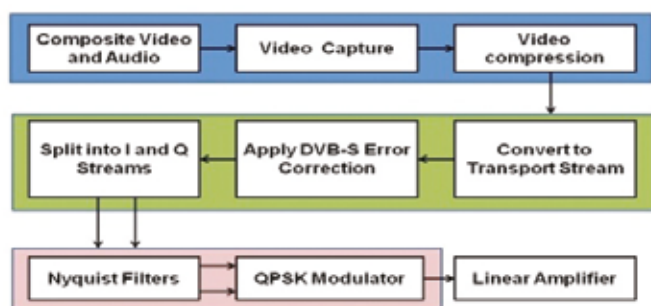 Composite Video
and Audio
Video Capture
Video
compression
Split into I and Q
Streams
Apply DVB-S Error
Correction
Convert to
Transport Stream
Nyquist Filters
QPSK Modulator
Linear Amplifier